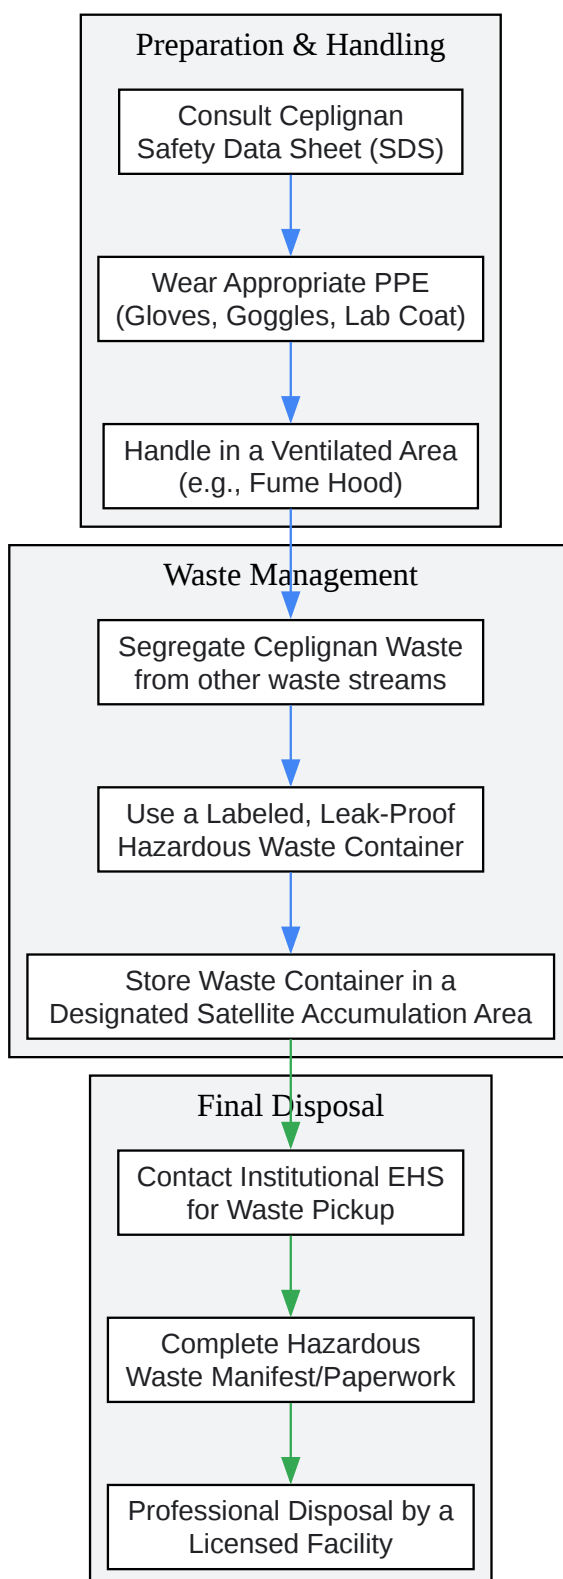 Preparation & Handling
Consult Ceplignan
Safety Data Sheet (SDS)
Wear Appropriate PPE
(Gloves, Goggles, Lab Coat)
Handle in a Ventilated Area
(e.g., Fume Hood)
Waste Management
Segregate Ceplignan Waste
from other waste streams
Use a Labeled, Leak-Proof
Hazardous Waste Container
Store Waste Container in a
Designated Satellite Accumulation Area
Final Disposal
Contact Institutional EHS
for Waste Pickup
Complete Hazardous
Waste Manifest/Paperwork
Professional Disposal by a
Licensed Facility